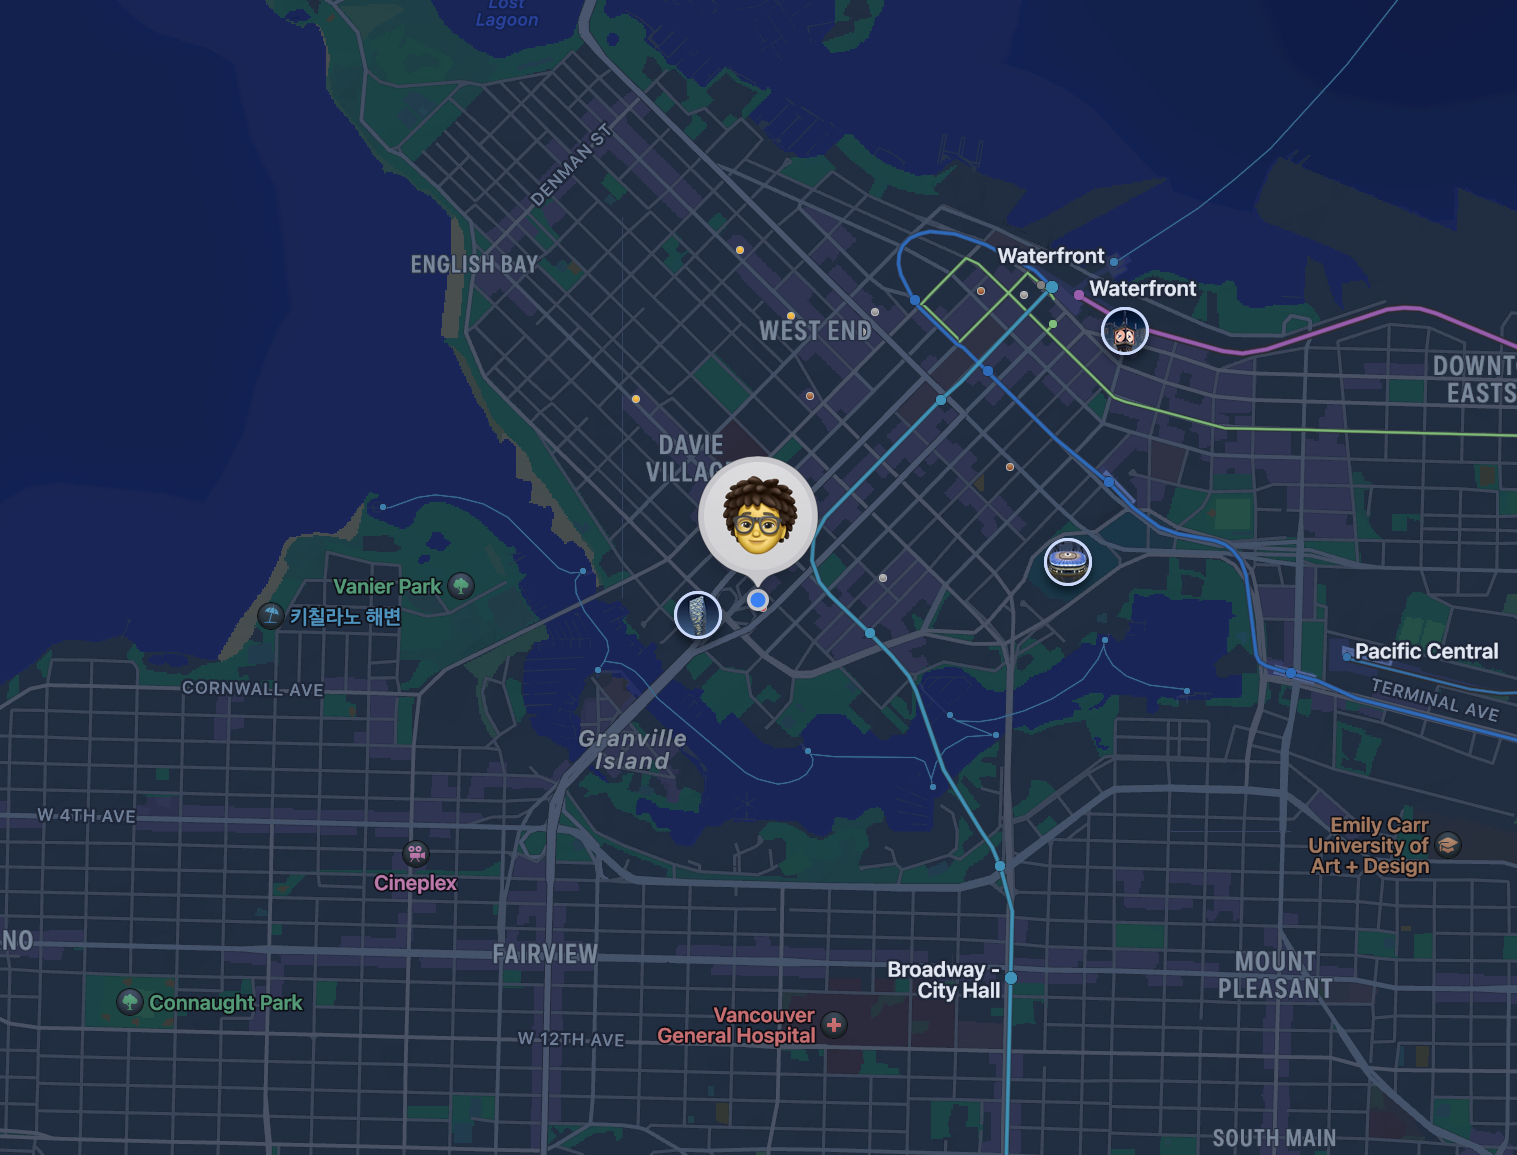 Lost
Lagoon
DENMAN ST
ENGLISH BAY
Waterfront
Waterfront
WEST END
DOWNT
EASTS
DAVIE
VILLAG
Vanier Park
키칠라노 해변
Pacific Central
CORNWALL AVE
TERMINAL AVE
Granville
Island
W 4TH AVE
Emily Carr
University of
Art + Design
Cineplex
NO
FAIRVIEW
Broadway -
City Hall
MOUNT
PLEASANT
Connaught Park
Vancouver
General Hospital
W 12TH AVE
SOUTH MAIN